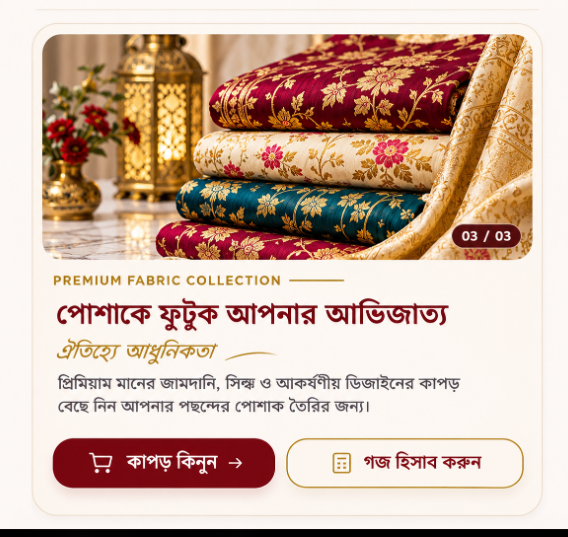 03 / 03
PREMIUM FABRIC COLLECTION
পোশাকে ফুটুক আপনার আভিজাত্য
ঐতিহ্যে আধুনিকতা
প্রিমিয়াম মানের জামদানি, সিল্ক ও আকর্ষণীয় ডিজাইনের কাপড়
বেছে নিন আপনার পছন্দের পোশাক তৈরির জন্য।
কাপড় কিনুন →
গজ হিসাব করুন